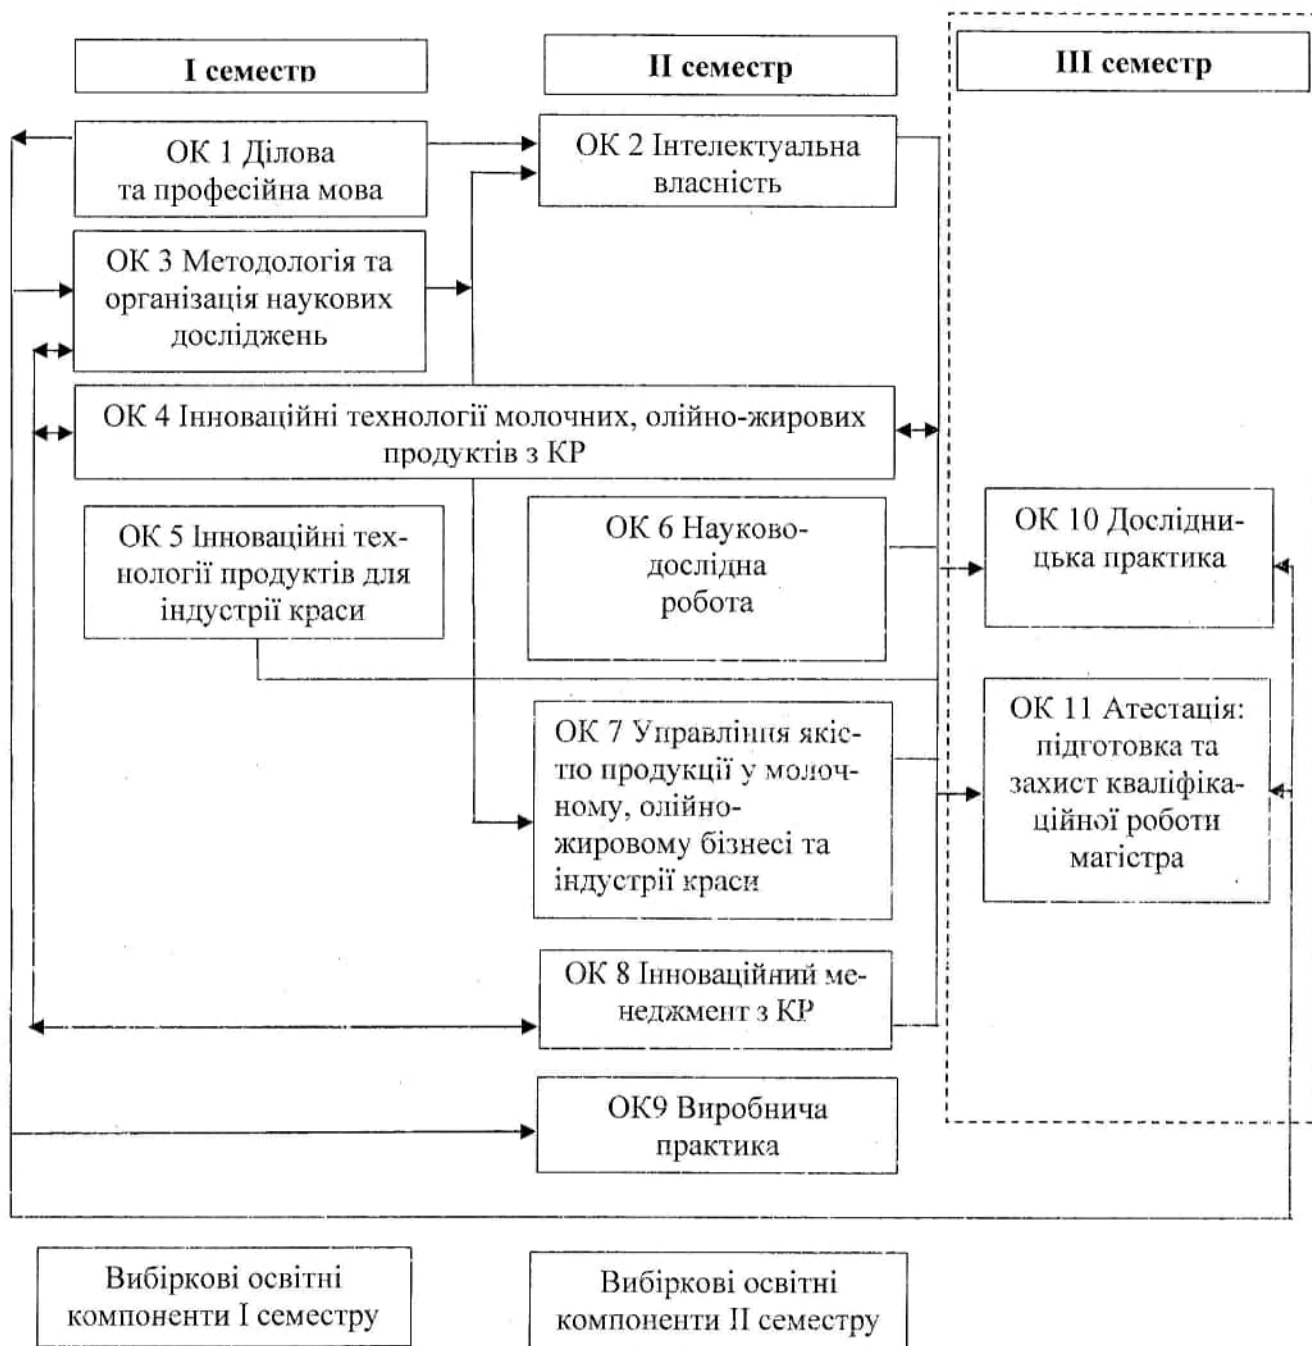 I семестр
II семестр
III семестр
ОК 1 Ділова
та професійна мова
ОК 2 Інтелектуальна
власність
ОК 3 Методологія та
організація наукових
досліджень
ОК 4 Інноваційні технології молочних, олійно-жирових
продуктів з КР
ОК 5 Інноваційні тех-
нології продуктів для
індустрії краси
ОК 6 Науково-
дослідна
робота
ОК 10 Дослідни-
цька практика
ОК 7 Управління якіс-
тю продукції у молоч-
ному, олійно-
жировому бізнесі та
індустрії краси
ОК 11 Атестація:
підготовка та
захист кваліфіка-
ційної роботи
магістра
ОК 8 Інноваційний ме-
неджмент з КР
ОК9 Виробнича
практика
Вибіркові освітні
компоненти I семестру
Вибіркові освітні
компоненти II семестру